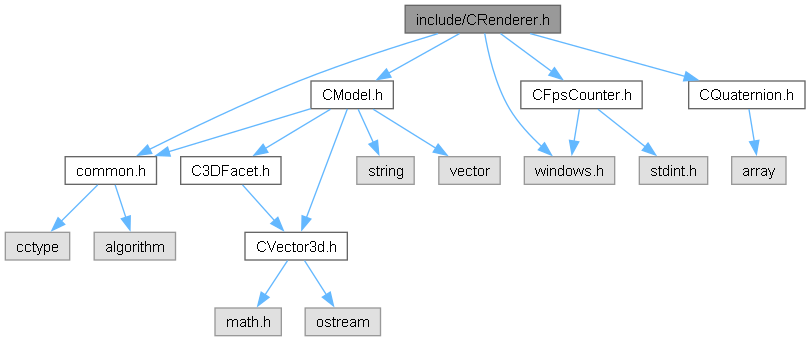 include/CRenderer.h
CModel.h
CFpsCounter.h
CQuaternion.h
common.h
C3DFacet.h
string
vector
windows.h
stdint.h
array
cctype
algorithm
CVector3d.h
math.h
ostream